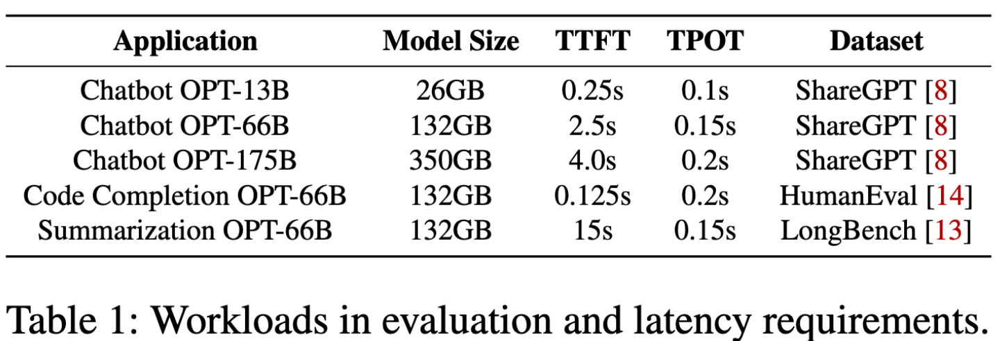 Application Model Size TTFT TPOT Dataset
Chatbot OPT-13B 26GB 0.25s 0.1s ShareGPT [8]
Chatbot OPT-66B 132GB 2.5s 0.15s ShareGPT [8]
Chatbot OPT-175B 350GB 4.0s 0.2s ShareGPT [8]
Code Completion OPT-66B 132GB 0.125s 0.2s HumanEval [14]
Summarization OPT-66B 132GB 15s 0.15s LongBench [13]
Table 1: Workloads in evaluation and latency requirements.